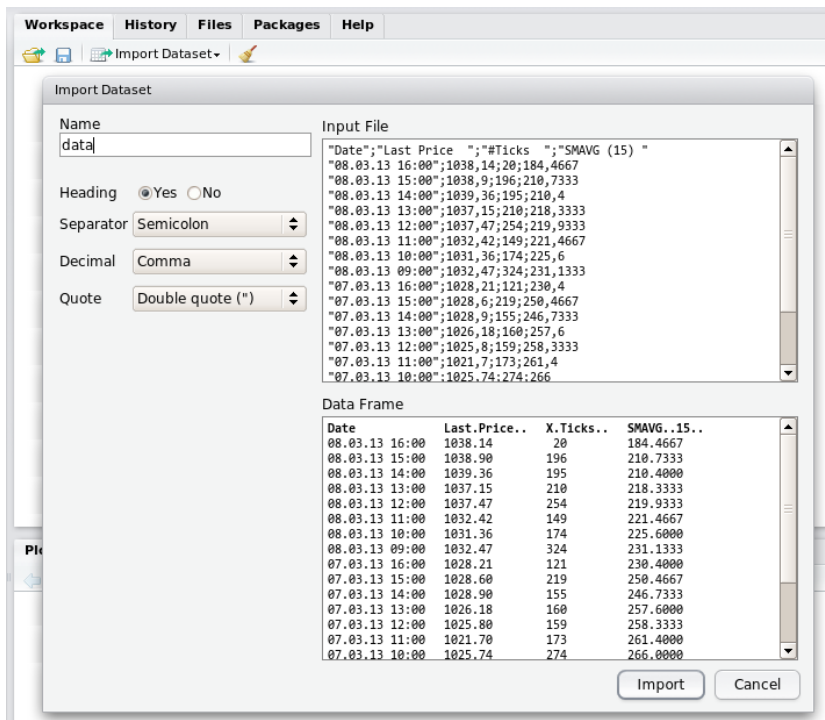 Workspace History Files Packages Help
Import Dataset
Import Dataset
Name
data
Heading Yes No
Separator Semicolon
Decimal Comma
Quote Double quote (")
Input File
"Date";"Last Price  ";"#Ticks  ";"SMAVG (15) "
"08.03.13 16:00";1038,14;20;184,4667
"08.03.13 15:00";1038,9;196;210,7333
"08.03.13 14:00";1039,36;195;210,4
"08.03.13 13:00";1037,15;210;218,3333
"08.03.13 12:00";1037,47;254;219,9333
"08.03.13 11:00";1032,42;149;221,4667
"08.03.13 10:00";1031,36;174;225,6
"08.03.13 09:00";1032,47;324;231,1333
"07.03.13 16:00";1028,21;121;230,4
"07.03.13 15:00";1028,6;219;250,4667
"07.03.13 14:00";1028,9;155;246,7333
"07.03.13 13:00";1026,18;160;257,6
"07.03.13 12:00";1025,8;159;258,3333
"07.03.13 11:00";1021,7;173;261,4
"07.03.13 10:00";1025,74;274;266
Data Frame
Date Last.Price.. X.Ticks.. SMAVG..15..
08.03.13 16:00 1038.14 20 184.4667
08.03.13 15:00 1038.90 196 210.7333
08.03.13 14:00 1039.36 195 210.4000
08.03.13 13:00 1037.15 210 218.3333
08.03.13 12:00 1037.47 254 219.9333
08.03.13 11:00 1032.42 149 221.4667
08.03.13 10:00 1031.36 174 225.6000
08.03.13 09:00 1032.47 324 231.1333
07.03.13 16:00 1028.21 121 230.4000
07.03.13 15:00 1028.60 219 250.4667
07.03.13 14:00 1028.90 155 246.7333
07.03.13 13:00 1026.18 160 257.6000
07.03.13 12:00 1025.80 159 258.3333
07.03.13 11:00 1021.70 173 261.4000
07.03.13 10:00 1025.74 274 266.0000
Import Cancel